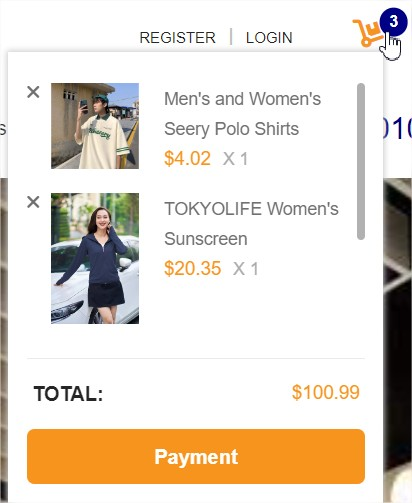 REGISTER | LOGIN
3
Men's and Women's
Seery Polo Shirts
$4.02 X 1
TOKYOLIFE Women's
Sunscreen
$20.35 X 1
TOTAL: $100.99
Payment